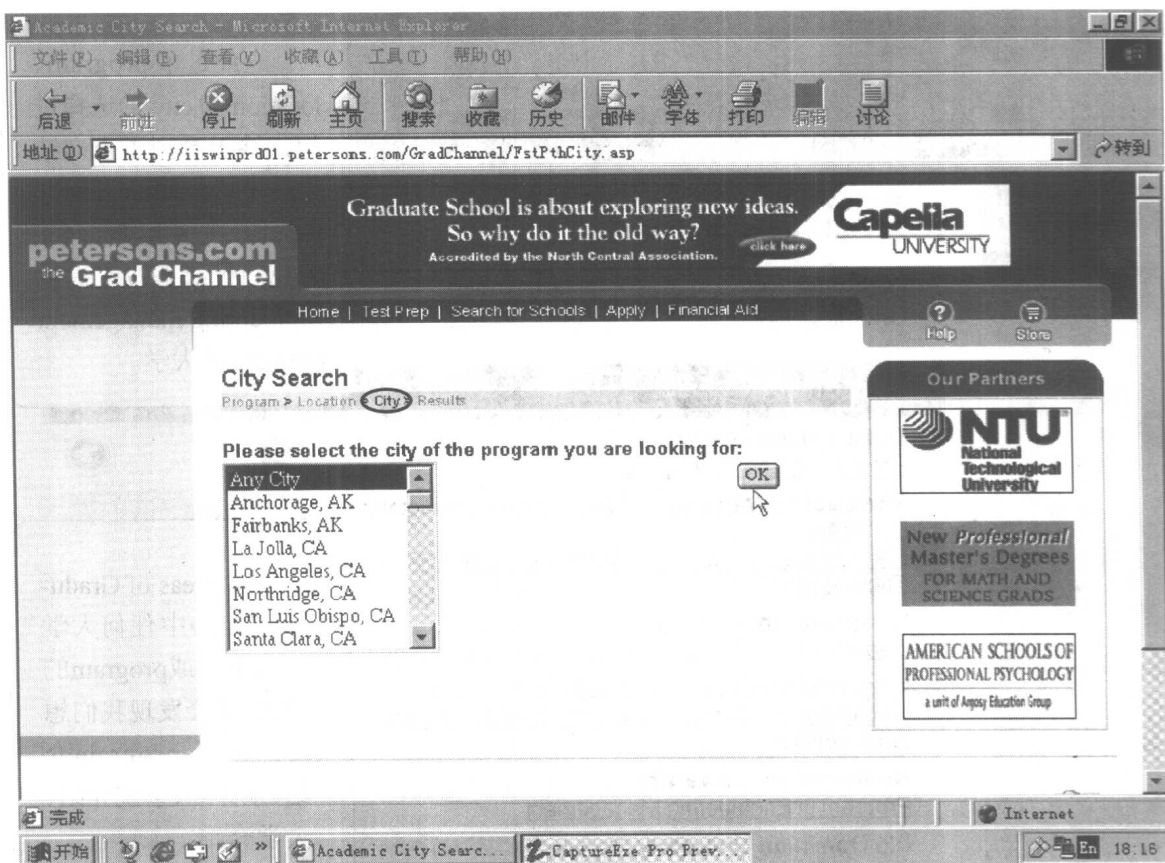 Academic City Search - Microsoft Internet Explorer
文件(F) 编辑(E) 查看(V) 收藏(A) 工具(T) 帮助(H)
后退 前进 停止 刷新 主页 搜索 收藏 历史 邮件 字体 打印 编辑 讨论
地址(D) http://iiswinprd01.petersons.com/GradChannel/FstPthCity.asp 转到
Graduate School is about exploring new ideas.
So why do it the old way?
Accredited by the North Central Association.
click here
Capella
UNIVERSITY
petersons.com
the Grad Channel
Home | Test Prep | Search for Schools | Apply | Financial Aid
Help Store
City Search
Program > Location > City > Results
Please select the city of the program you are looking for:
Any City
Anchorage, AK
Fairbanks, AK
La Jolla, CA
Los Angeles, CA
Northridge, CA
San Luis Obispo, CA
Santa Clara, CA
OK
Our Partners
NTU
National
Technological
University
New Professional
Master's Degrees
FOR MATH AND
SCIENCE GRADS
AMERICAN SCHOOLS OF
PROFESSIONAL PSYCHOLOGY
a unit of Argosy Education Group
完成 Internet
开始 » Academic City Searc... CaptureEze Pro Prev... En 18:16